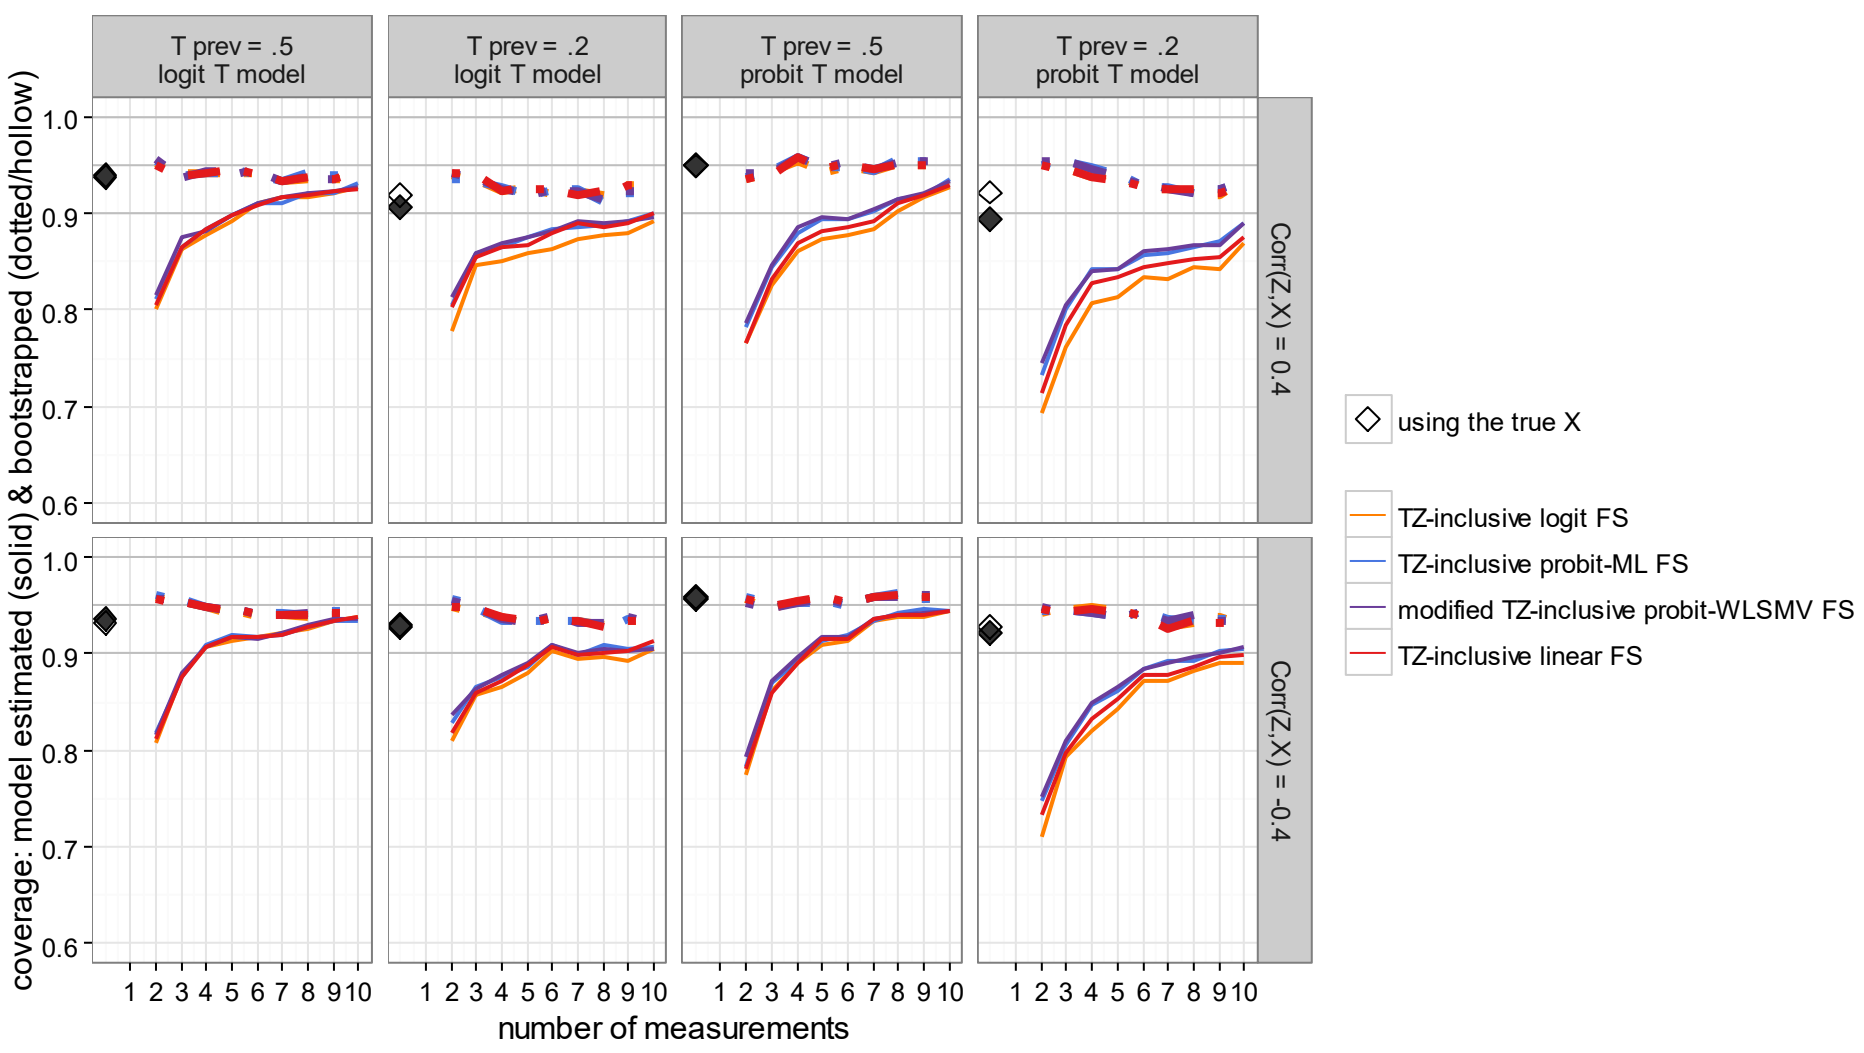 T prev = .5
logit T model
T prev = .2
logit T model
T prev = .5
probit T model
T prev = .2
probit T model
coverage: model estimated (solid) & bootstrapped (dotted/hollow)
1.0
0.9
0.8
0.7
0.6
Corr(Z,X) = 0.4
1.0
0.9
0.8
0.7
0.6
Corr(Z,X) = -0.4
1 2 3 4 5 6 7 8 9 10
1 2 3 4 5 6 7 8 9 10
1 2 3 4 5 6 7 8 9 10
1 2 3 4 5 6 7 8 9 10
number of measurements
using the true X
TZ-inclusive logit FS
TZ-inclusive probit-ML FS
modified TZ-inclusive probit-WLSMV FS
TZ-inclusive linear FS